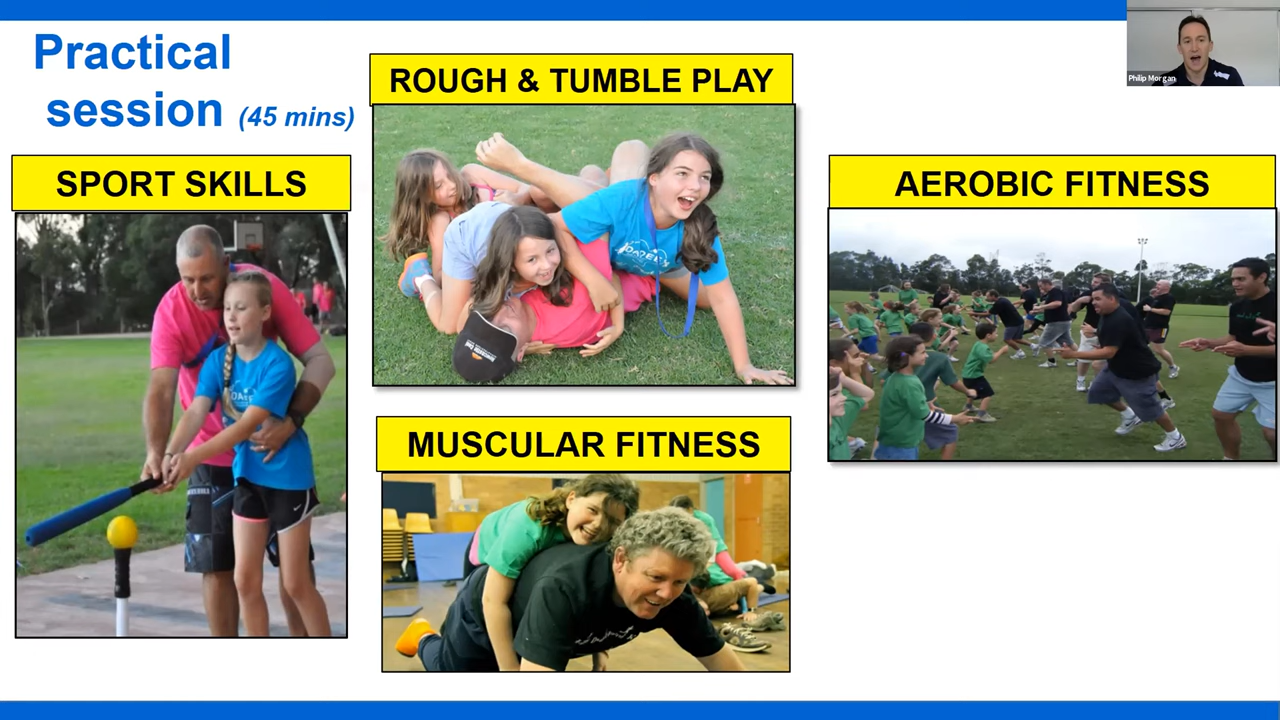 Practical
session (45 mins)
ROUGH & TUMBLE PLAY
SPORT SKILLS
AEROBIC FITNESS
MUSCULAR FITNESS
Philip Morgan